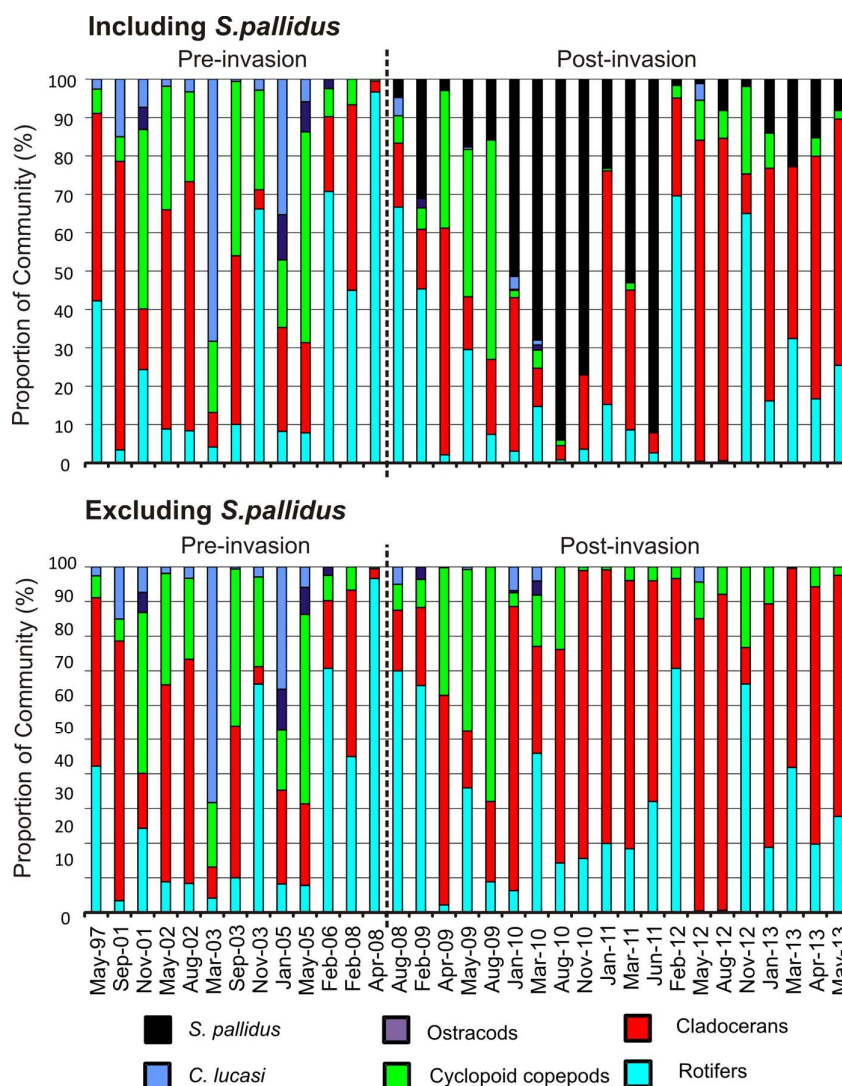 Including S.pallidus
Pre-invasion
Post-invasion
Proportion of Community (%)
100
90
80
70
60
50
40
30
20
10
0
Excluding S.pallidus
Pre-invasion
Post-invasion
Proportion of Community (%)
100
90
80
70
60
50
40
30
20
10
0
May-97
Sep-01
Nov-01
May-02
Aug-02
Mar-03
Sep-03
Nov-03
Jan-05
May-05
Feb-06
Feb-08
Apr-08
Aug-08
Feb-09
Apr-09
May-09
Aug-09
Jan-10
Mar-10
Aug-10
Nov-10
Jan-11
Mar-11
Jun-11
Feb-12
May-12
Aug-12
Nov-12
Jan-13
Mar-13
Apr-13
May-13
S. pallidus
Ostracods
Cladocerans
C. lucasi
Cyclopoid copepods
Rotifers